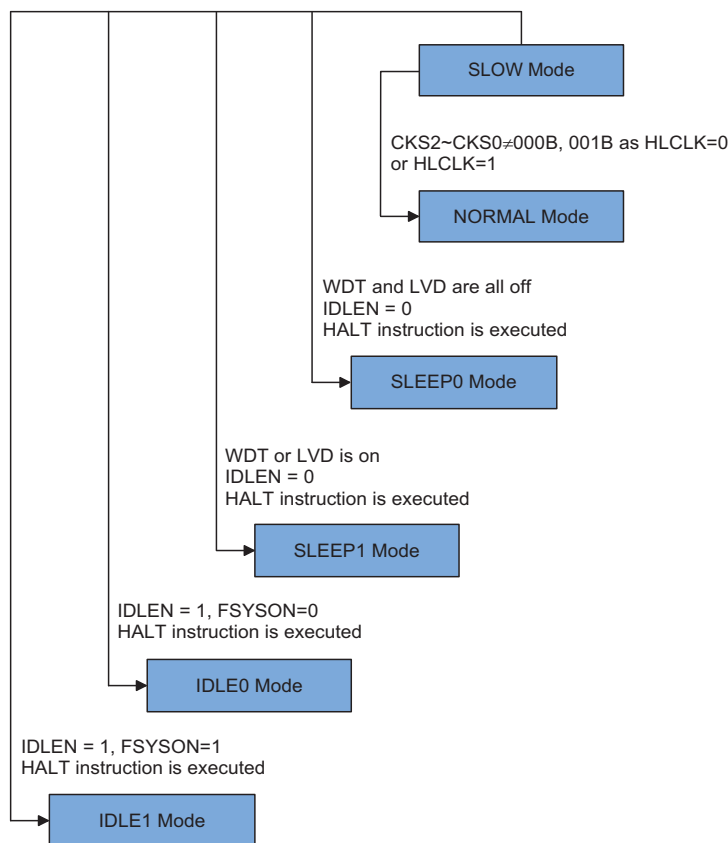 SLOW Mode
CKS2~CKS0≠000B, 001B as HLCLK=0
or HLCLK=1
NORMAL Mode
WDT and LVD are all off
IDLEN = 0
HALT instruction is executed
SLEEP0 Mode
WDT or LVD is on
IDLEN = 0
HALT instruction is executed
SLEEP1 Mode
IDLEN = 1, FSYSON=0
HALT instruction is executed
IDLE0 Mode
IDLEN = 1, FSYSON=1
HALT instruction is executed
IDLE1 Mode